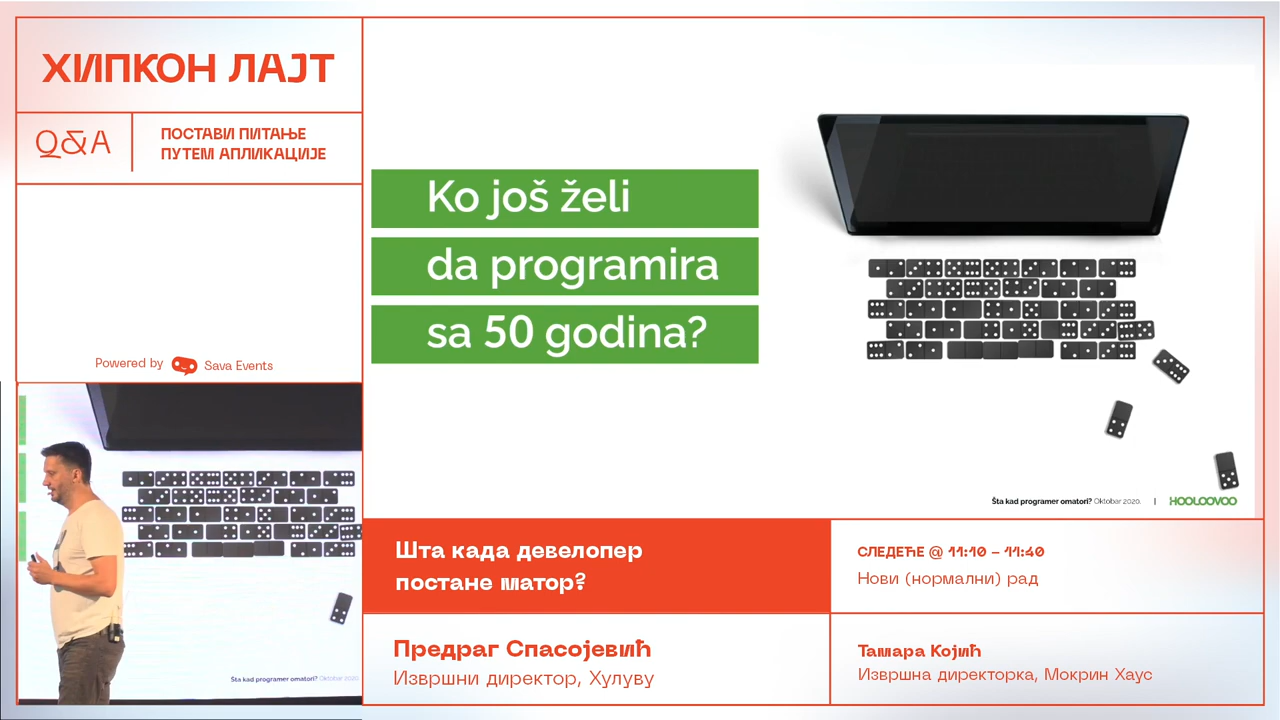 ХИПКОН ЛАЈТ
Q&A
ПОСТАВИ ПИТАЊЕ
ПУТЕМ АПЛИКАЦИЈЕ
Powered by Sava Events
Ko još želi
da programira
sa 50 godina?
Šta kad programer omatori? Oktobar 2020. | HOOLOOVOO
Šta kad programer omatori? Oktobar 2020.
Шта када девелопер
постане матор?
СЛЕДЕЋЕ @ 11:10 – 11:40
Нови (нормални) рад
Предраг Спасојевић
Извршни директор, Хулуву
Тамара Којић
Извршна директорка, Мокрин Хаус